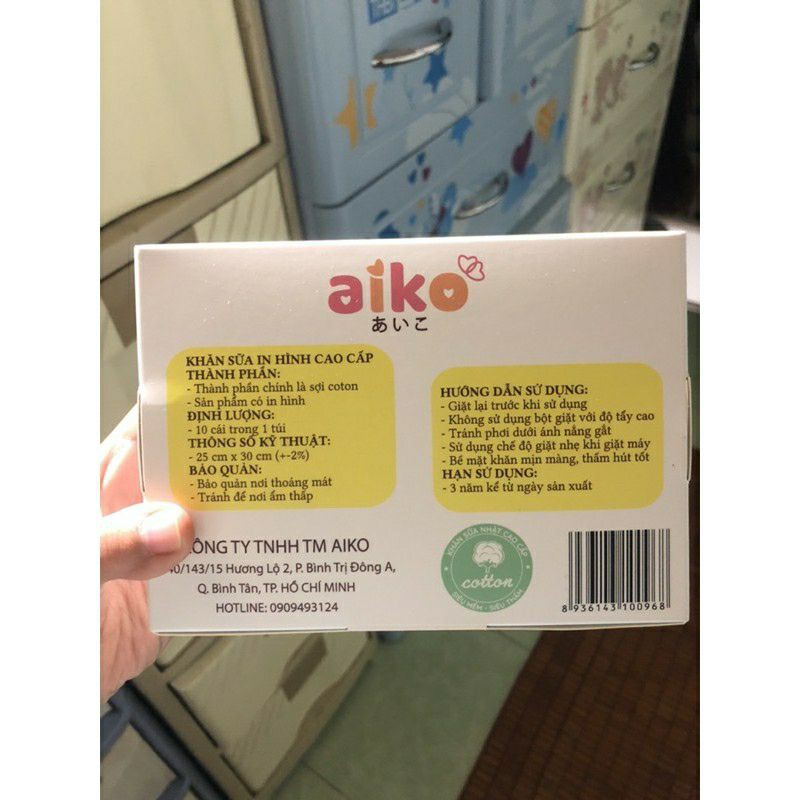 aiko
あいこ
KHĂN SỮA IN HÌNH CAO CẤP
THÀNH PHẦN:
- Thành phần chính là sợi coton
- Sản phẩm có in hình
ĐỊNH LƯỢNG:
- 10 cái trong 1 túi
THÔNG SỐ KỸ THUẬT:
- 25 cm x 30 cm (+-2%)
BẢO QUẢN:
- Bảo quản nơi thoáng mát
- Tránh để nơi ẩm thấp
HƯỚNG DẪN SỬ DỤNG:
- Giặt lại trước khi sử dụng
- Không sử dụng bột giặt với độ tẩy cao
- Tránh phơi dưới ánh nắng gắt
- Sử dụng chế độ giặt nhẹ khi giặt máy
- Bề mặt khăn mịn màng, thấm hút tốt
HẠN SỬ DỤNG:
- 3 năm kể từ ngày sản xuất
ÔNG TY TNHH TM AIKO
40/143/15 Hương Lộ 2, P. Bình Trị Đông A,
Q. Bình Tân, TP. HỒ CHÍ MINH
HOTLINE: 0909493124
KHĂN SỮA NHẬT CAO CẤP
cotton
SIÊU MỀM - SIÊU THẤM
8 936143 100968